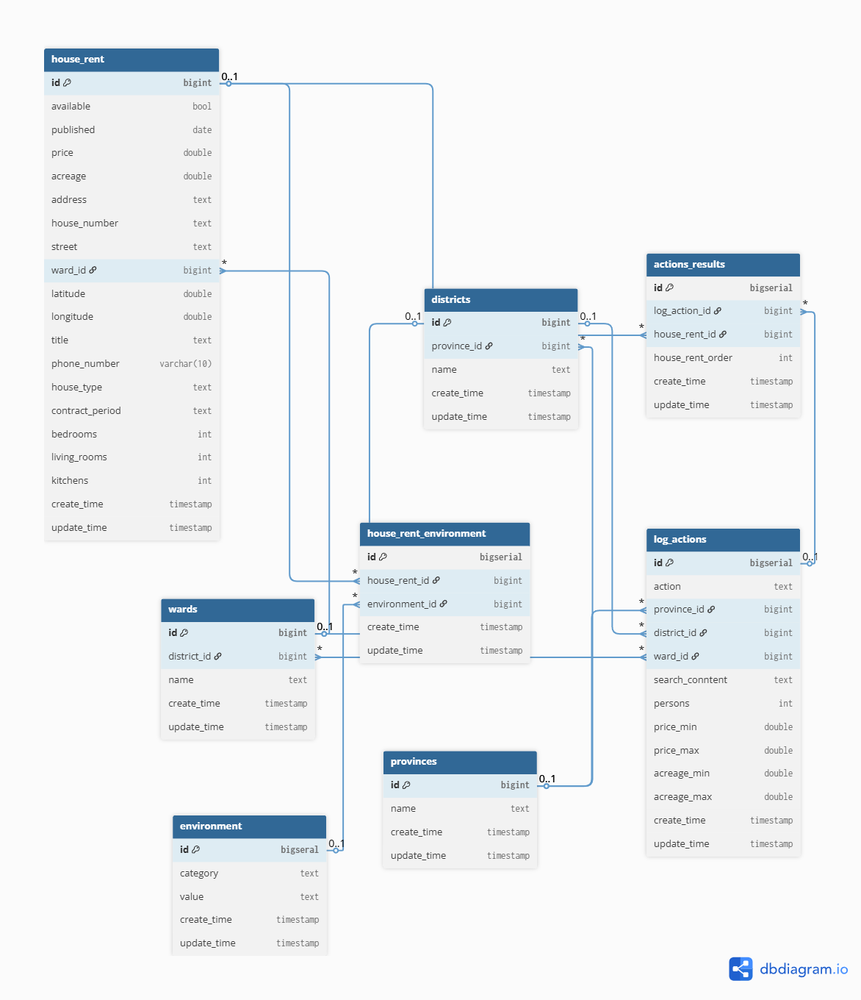 house_rent
id bigint
available bool
published date
price double
acreage double
address text
house_number text
street text
ward_id bigint
latitude double
longitude double
title text
phone_number varchar(10)
house_type text
contract_period text
bedrooms int
living_rooms int
kitchens int
create_time timestamp
update_time timestamp
0..1
*
districts
id bigint
province_id bigint
name text
create_time timestamp
update_time timestamp
0..1
0..1
*
actions_results
id bigserial
log_action_id bigint
house_rent_id bigint
house_rent_order int
create_time timestamp
update_time timestamp
*
*
house_rent_environment
id bigserial
house_rent_id bigint
environment_id bigint
create_time timestamp
update_time timestamp
*
*
log_actions
id bigserial
action text
province_id bigint
district_id bigint
ward_id bigint
search_conntent text
persons int
price_min double
price_max double
acreage_min double
acreage_max double
create_time timestamp
update_time timestamp
0..1
*
*
*
wards
id bigint
district_id bigint
name text
create_time timestamp
update_time timestamp
0..1
*
provinces
id bigint
name text
create_time timestamp
update_time timestamp
0..1
environment
id bigseral
category text
value text
create_time timestamp
update_time timestamp
0..1
dbdiagram.io